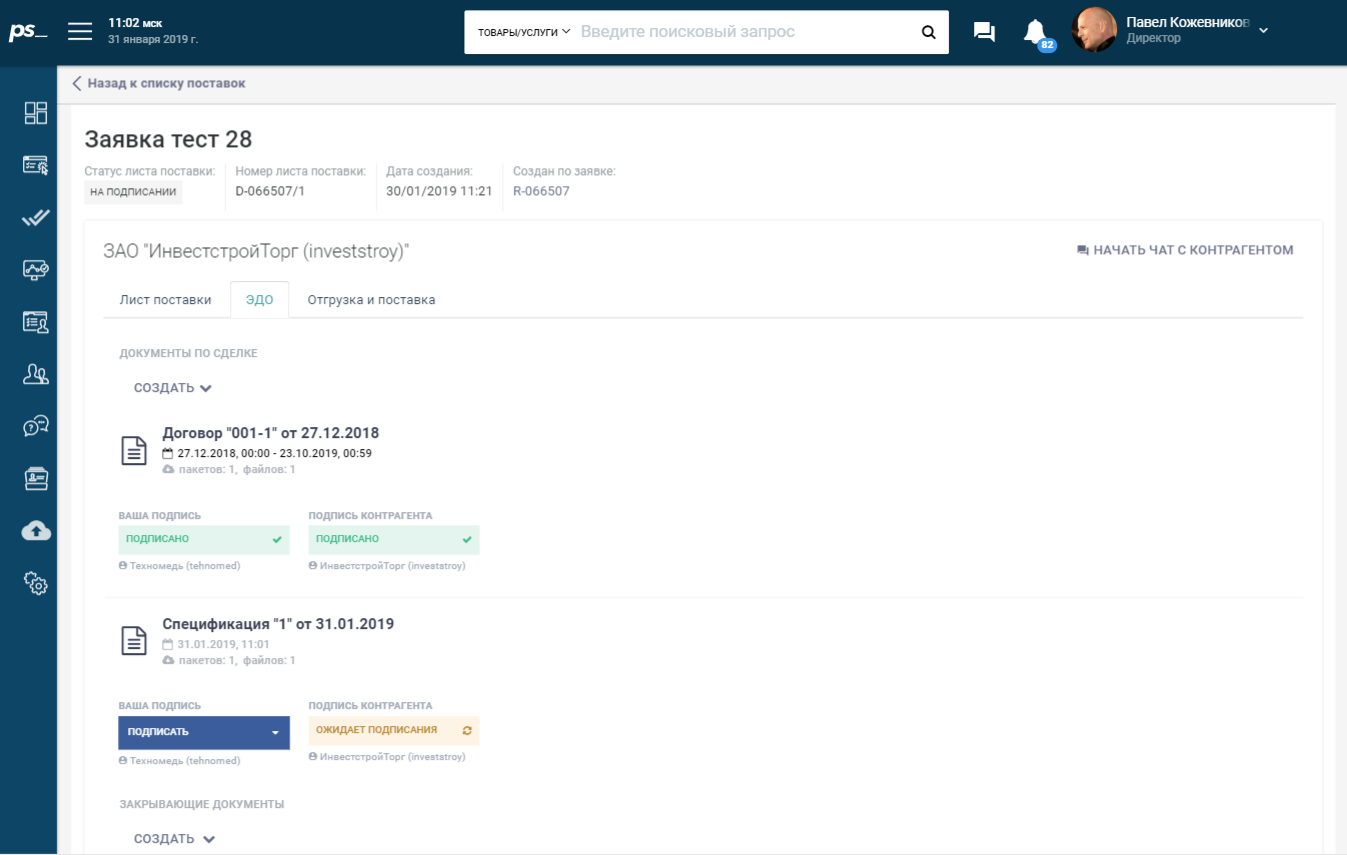 ps_
11:02 мск
31 января 2019 г.
ТОВАРЫ/УСЛУГИ Введите поисковый запрос
82
Павел Кожевников
Директор
Назад к списку поставок
Заявка тест 28
Статус листа поставки: Номер листа поставки: Дата создания: Создан по заявке:
НА ПОДПИСАНИИ D-066507/1 30/01/2019 11:21 R-066507
ЗАО "ИнвестстройТорг (investstroy)"
НАЧАТЬ ЧАТ С КОНТРАГЕНТОМ
Лист поставки ЭДО Отгрузка и поставка
ДОКУМЕНТЫ ПО СДЕЛКЕ
СОЗДАТЬ
Договор "001-1" от 27.12.2018
27.12.2018, 00:00 - 23.10.2019, 00:59
пакетов: 1, файлов: 1
ВАША ПОДПИСЬ ПОДПИСЬ КОНТРАГЕНТА
ПОДПИСАНО ПОДПИСАНО
Техномедь (tehnomed) ИнвестстройТорг (investstroy)
Спецификация "1" от 31.01.2019
31.01.2019, 11:01
пакетов: 1, файлов: 1
ВАША ПОДПИСЬ ПОДПИСЬ КОНТРАГЕНТА
ПОДПИСАТЬ ОЖИДАЕТ ПОДПИСАНИЯ
Техномедь (tehnomed) ИнвестстройТорг (investstroy)
ЗАКРЫВАЮЩИЕ ДОКУМЕНТЫ
СОЗДАТЬ